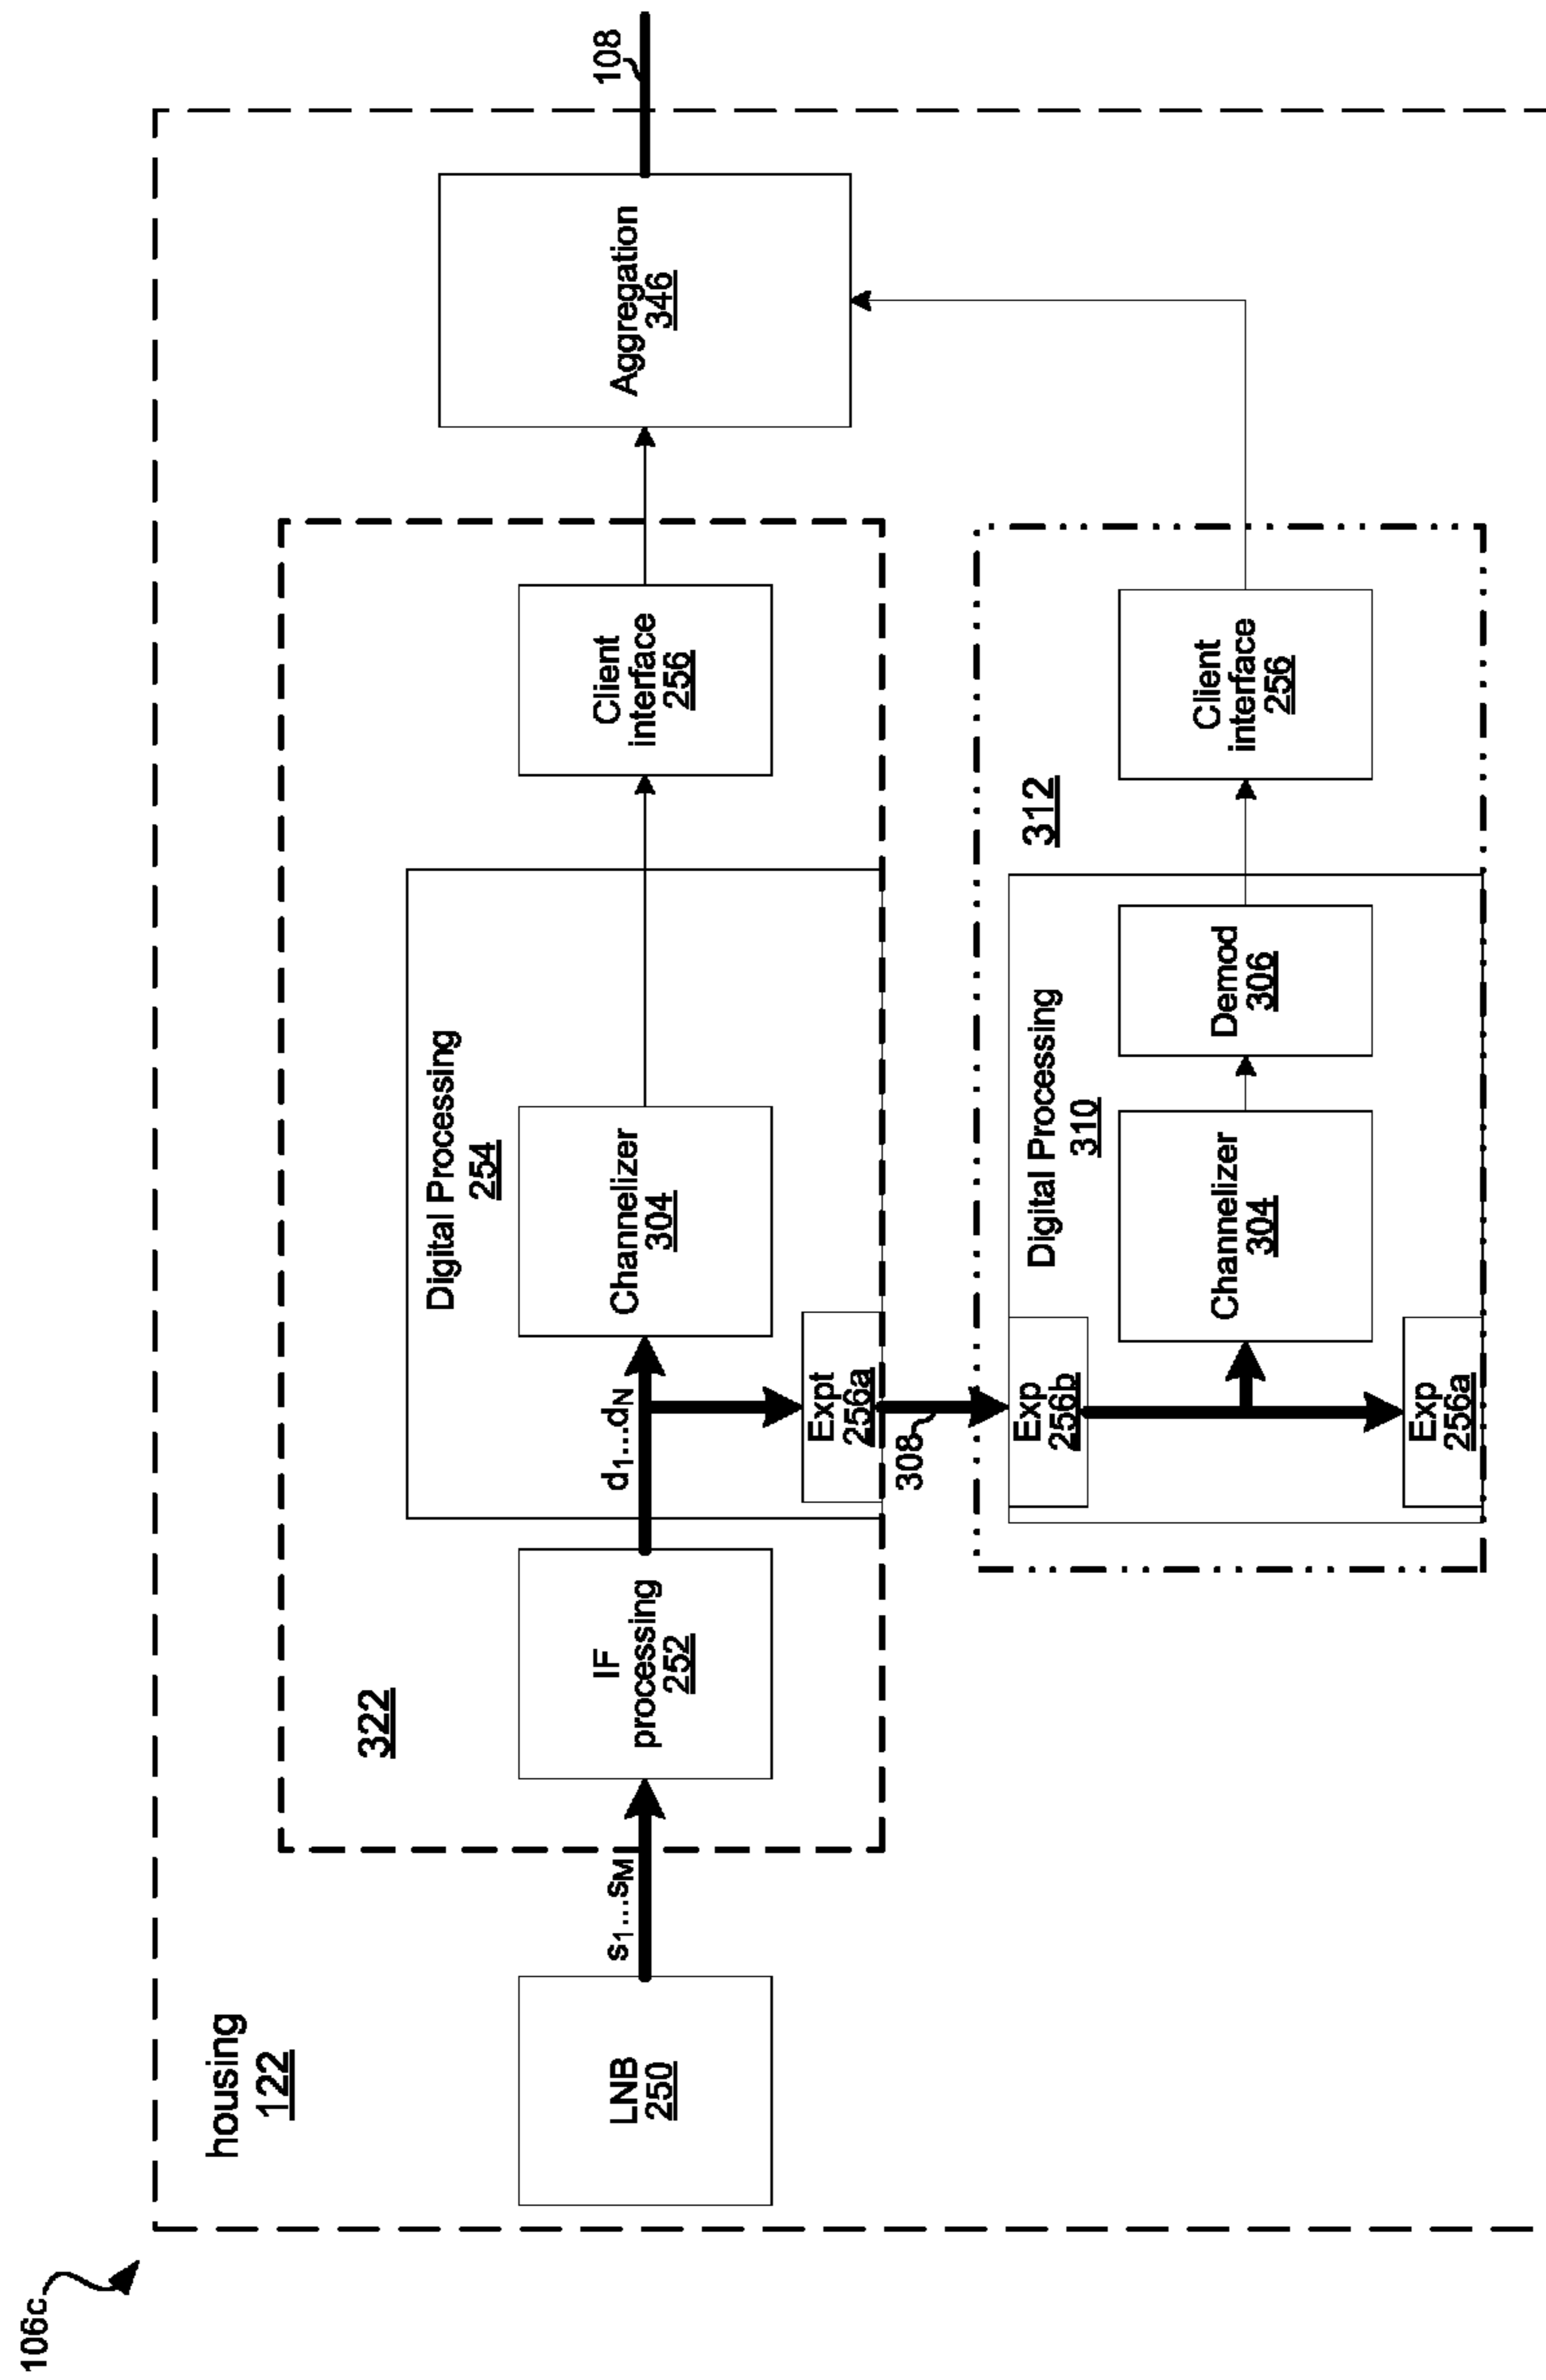 106c
housing
122
108
LNB
250
s1...sM
322
IF
processing
252
Digital Processing
254
d1...dN
Channelizer
304
Expt
256a
Client
interface
256
Aggregation
346
308
312
Digital Processing
310
Exp
256b
Channelizer
304
Demod
306
Exp
256a
Client
interface
256